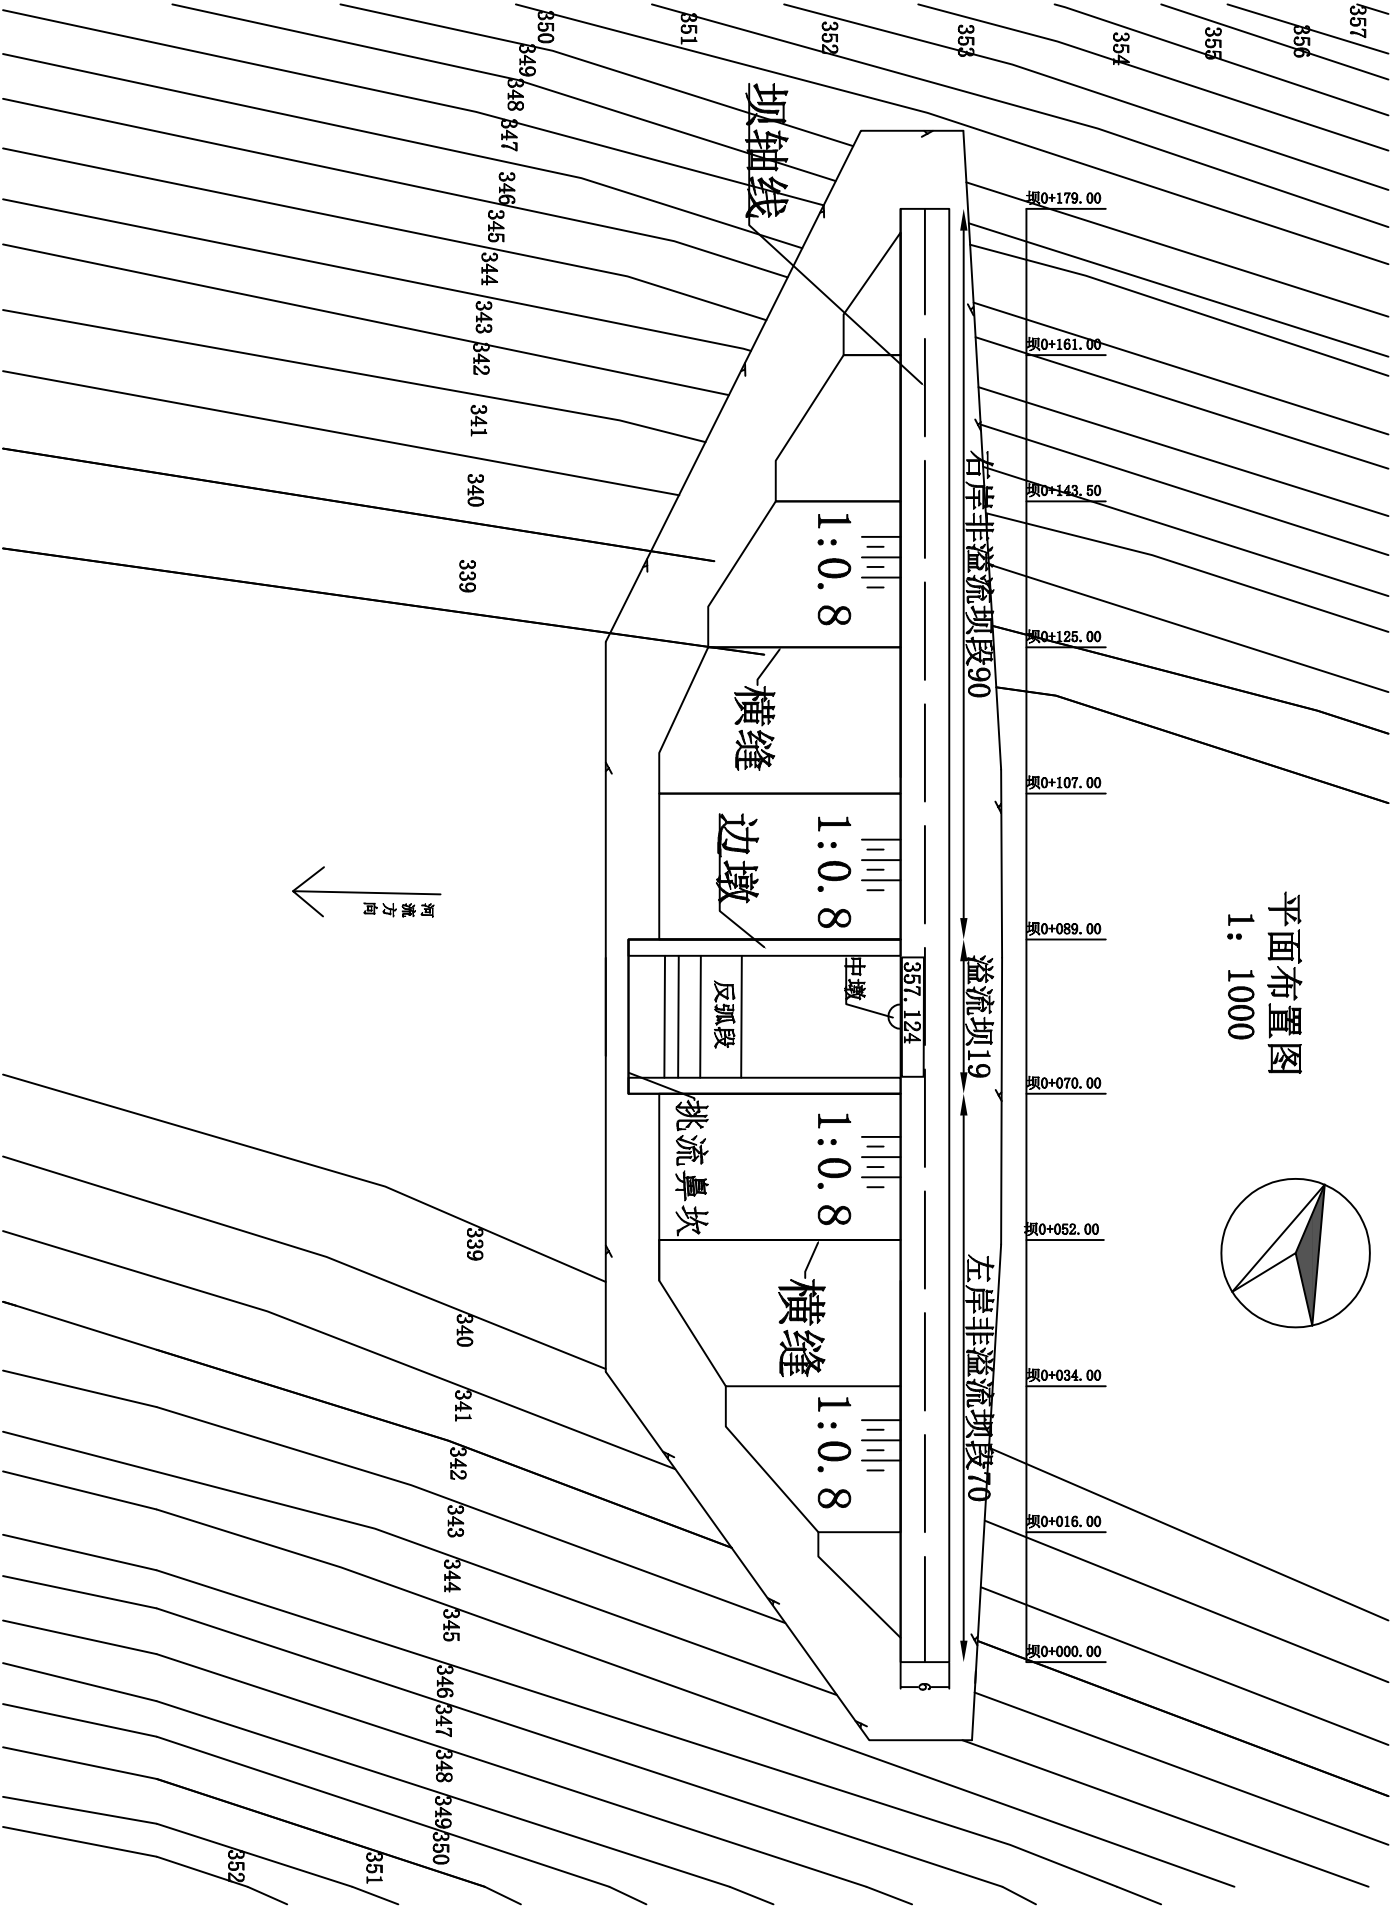 平面布置图
1: 1000
357
356
355
354
353
352
351
350
349
348
347
346
345
344
343
342
341
340
339
坝轴线
坝0+179.00
坝0+161.00
坝0+143.50
坝0+125.00
坝0+107.00
坝0+089.00
坝0+070.00
坝0+052.00
坝0+034.00
坝0+016.00
坝0+000.00
右岸非溢流坝段90
溢流坝19
左岸非溢流坝段70
1:0.8
横缝
1:0.8
边墩
中墩
357.124
反弧段
挑流鼻坎
1:0.8
横缝
1:0.8
6
河流方向
339
340
341
342
343
344
345
346
347
348
349
350
351
352